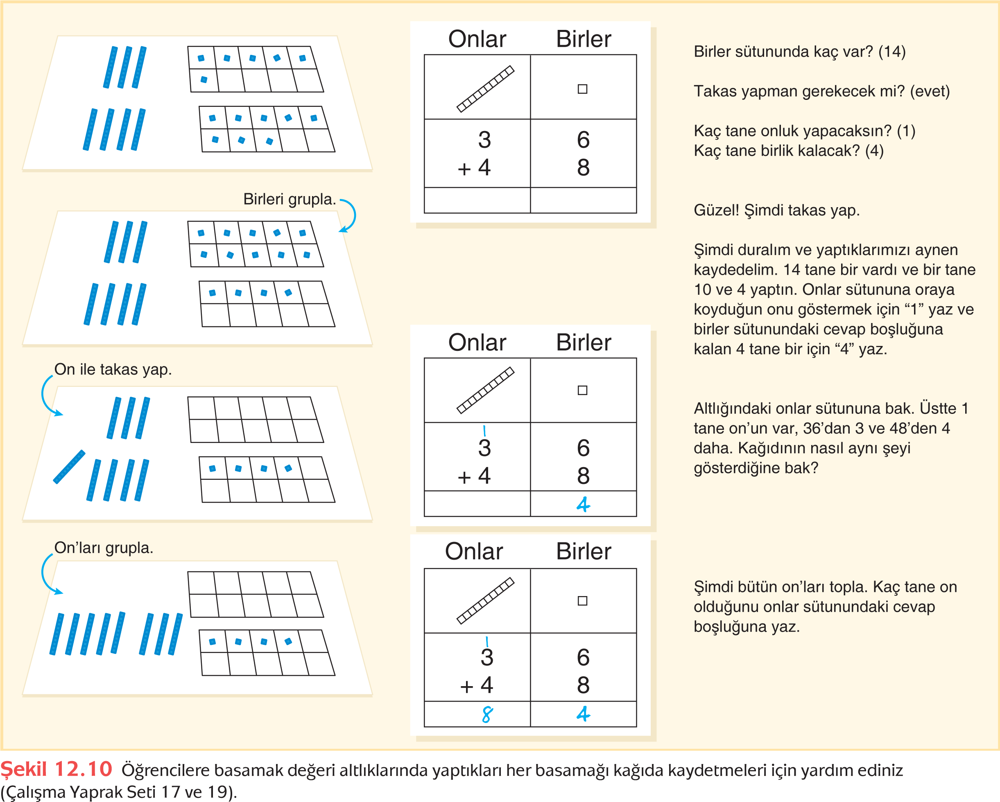 Onlar Birler
3 6
+ 4 8
Birler sütununda kaç var? (14)
Takas yapman gerekecek mi? (evet)
Kaç tane onluk yapacaksın? (1)
Kaç tane birlik kalacak? (4)
Birleri grupla.
Güzel! Şimdi takas yap.
Şimdi duralım ve yaptıklarımızı aynen
kaydedelim. 14 tane bir vardı ve bir tane
10 ve 4 yaptın. Onlar sütununa oraya
koyduğun onu göstermek için “1” yaz ve
birler sütunundaki cevap boşluğuna
kalan 4 tane bir için “4” yaz.
On ile takas yap.
Onlar Birler
1
3 6
+ 4 8
4
Altlığındaki onlar sütununa bak. Üstte 1
tane on’un var, 36’dan 3 ve 48’den 4
daha. Kağıdının nasıl aynı şeyi
gösterdiğine bak?
On’ları grupla.
Onlar Birler
1
3 6
+ 4 8
8 4
Şimdi bütün on’ları topla. Kaç tane on
olduğunu onlar sütunundaki cevap
boşluğuna yaz.
Şekil 12.10 Öğrencilere basamak değeri altlıklarında yaptıkları her basamağı kağıda kaydetmeleri için yardım ediniz
(Çalışma Yaprak Seti 17 ve 19).